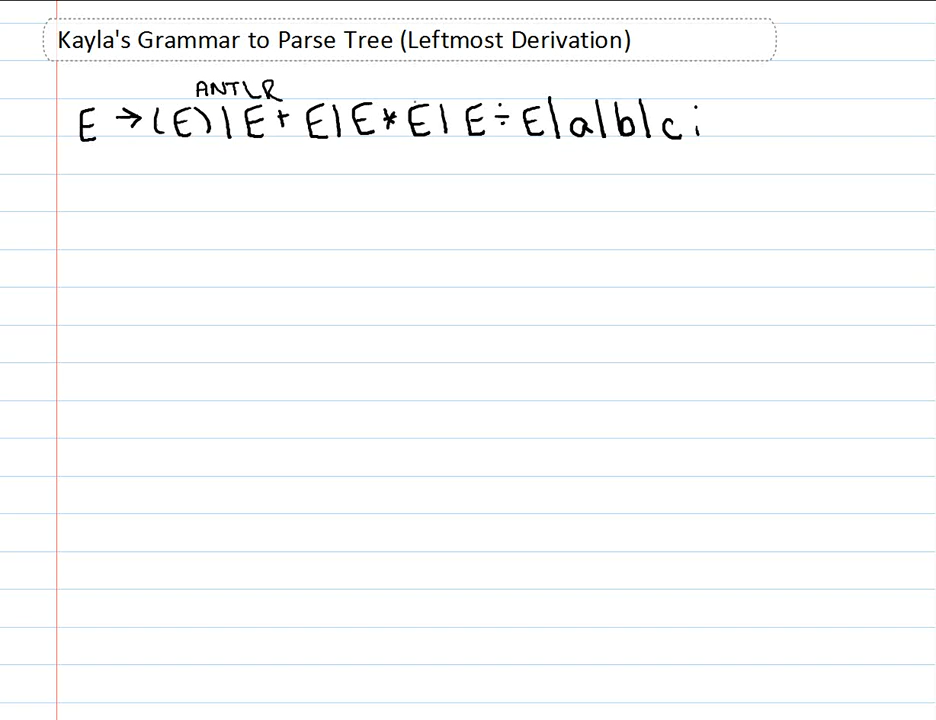 Kayla's Grammar to Parse Tree (Leftmost Derivation)
ANTLR
E → (E) | E + E | E * E | E ÷ E | a | b | c ;